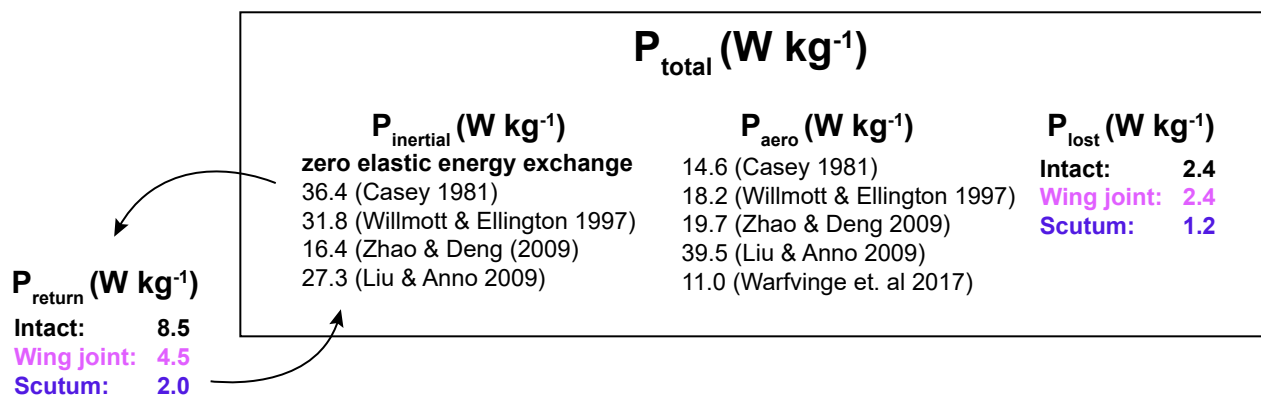 P_total (W kg⁻¹)
P_inertial (W kg⁻¹)
zero elastic energy exchange
36.4 (Casey 1981)
31.8 (Willmott & Ellington 1997)
16.4 (Zhao & Deng (2009)
27.3 (Liu & Anno 2009)
P_aero (W kg⁻¹)
14.6 (Casey 1981)
18.2 (Willmott & Ellington 1997)
19.7 (Zhao & Deng 2009)
39.5 (Liu & Anno 2009)
11.0 (Warfvinge et. al 2017)
P_lost (W kg⁻¹)
Intact: 2.4
Wing joint: 2.4
Scutum: 1.2
P_return (W kg⁻¹)
Intact: 8.5
Wing joint: 4.5
Scutum: 2.0